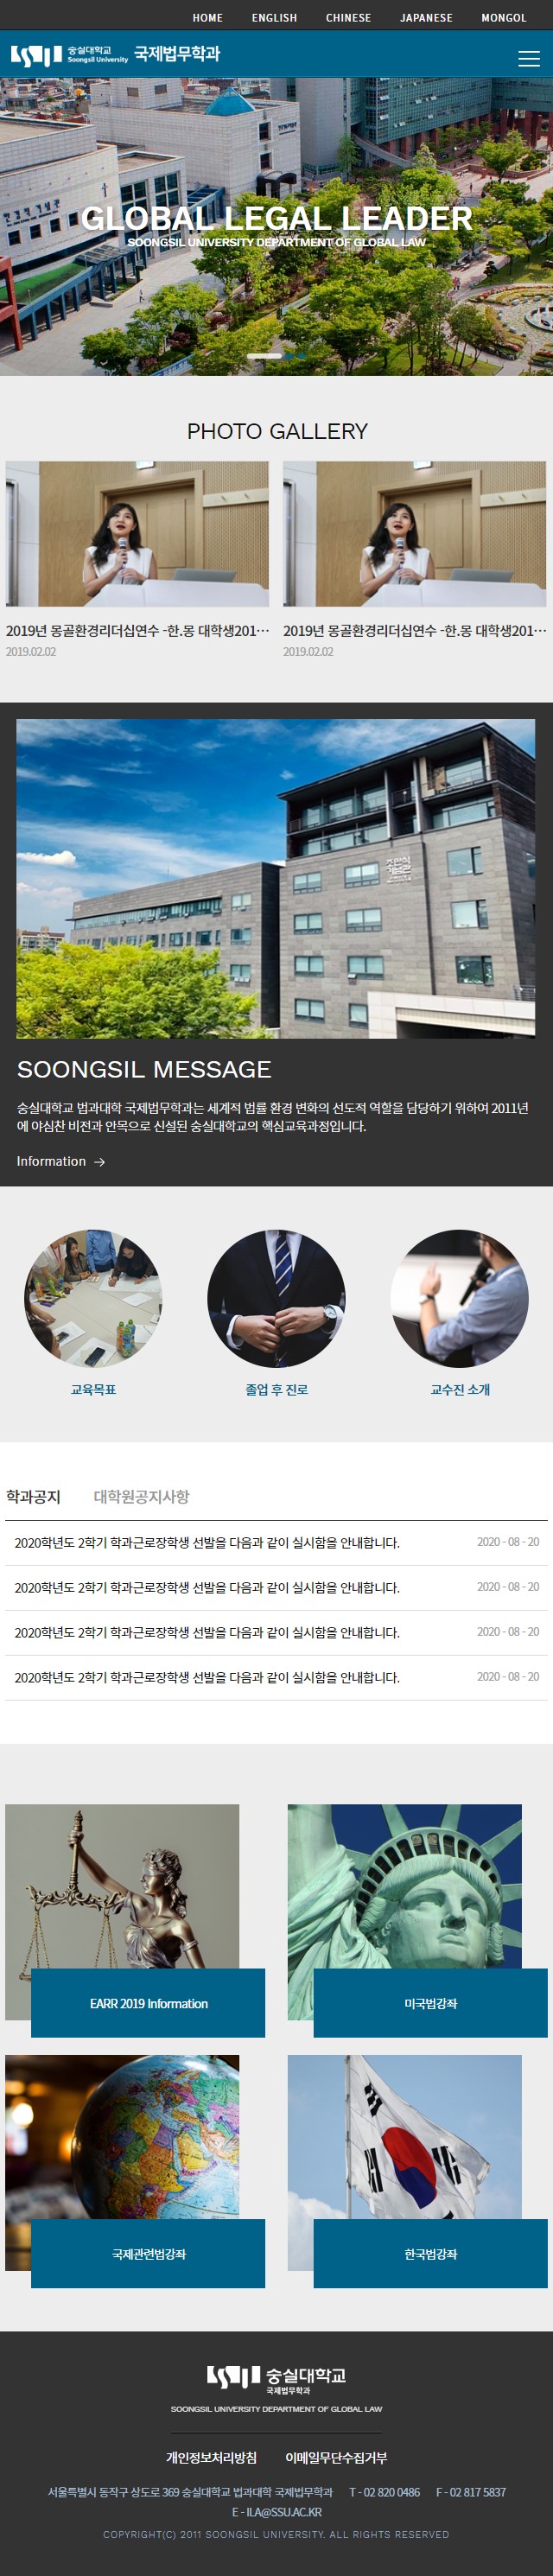 HOME ENGLISH CHINESE JAPANESE MONGOL
숭실대학교
Soongsil University
국제법무학과
GLOBAL LEGAL LEADER
SOONGSIL UNIVERSITY DEPARTMENT OF GLOBAL LAW
PHOTO GALLERY
2019년 몽골환경리더십연수 -한.몽 대학생201…
2019.02.02
2019년 몽골환경리더십연수 -한.몽 대학생201…
2019.02.02
SOONGSIL MESSAGE
숭실대학교 법과대학 국제법무학과는 세계적 법률 환경 변화의 선도적 역할을 담당하기 위하여 2011년
에 야심찬 비전과 안목으로 신설된 숭실대학교의 핵심교육과정입니다.
Information →
교육목표
졸업 후 진로
교수진 소개
학과공지 대학원공지사항
2020학년도 2학기 학과근로장학생 선발을 다음과 같이 실시함을 안내합니다. 2020 - 08 - 20
2020학년도 2학기 학과근로장학생 선발을 다음과 같이 실시함을 안내합니다. 2020 - 08 - 20
2020학년도 2학기 학과근로장학생 선발을 다음과 같이 실시함을 안내합니다. 2020 - 08 - 20
2020학년도 2학기 학과근로장학생 선발을 다음과 같이 실시함을 안내합니다. 2020 - 08 - 20
EARR 2019 Information
미국법강좌
국제관련법강좌
한국법강좌
숭실대학교
국제법무학과
SOONGSIL UNIVERSITY DEPARTMENT OF GLOBAL LAW
개인정보처리방침 이메일무단수집거부
서울특별시 동작구 상도로 369 숭실대학교 법과대학 국제법무학과 T - 02 820 0486 F - 02 817 5837
E - ILA@SSU.AC.KR
COPYRIGHT(C) 2011 SOONGSIL UNIVERSITY. ALL RIGHTS RESERVED